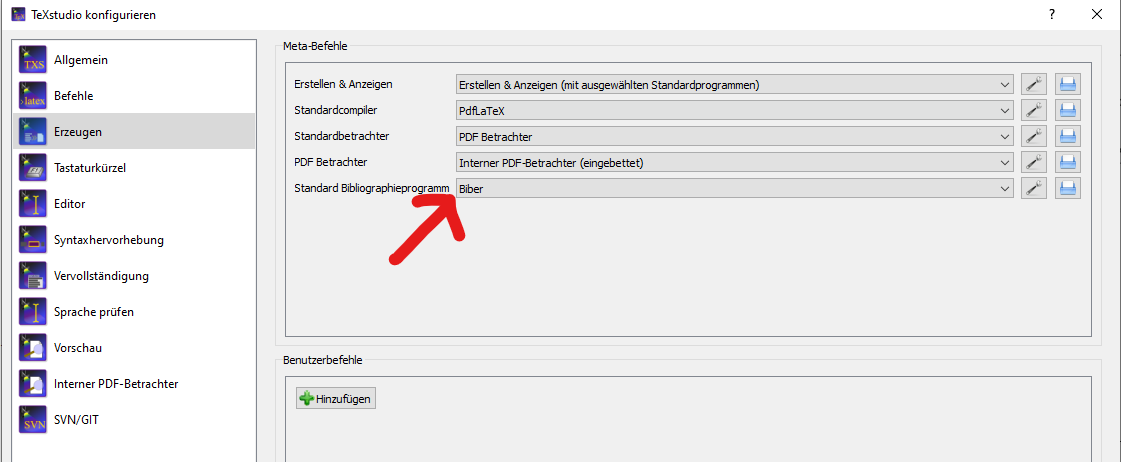 TeXstudio konfigurieren
?
Allgemein
Befehle
Erzeugen
Tastaturkürzel
Editor
Syntaxhervorhebung
Vervollständigung
Sprache prüfen
Vorschau
Interner PDF-Betrachter
SVN/GIT
TXS
>latex
SVN
Meta-Befehle
Erstellen & Anzeigen Erstellen & Anzeigen (mit ausgewählten Standardprogrammen)
Standardcompiler PdfLaTeX
Standardbetrachter PDF Betrachter
PDF Betrachter Interner PDF-Betrachter (eingebettet)
Standard Bibliographieprogramm Biber
Benutzerbefehle
Hinzufügen